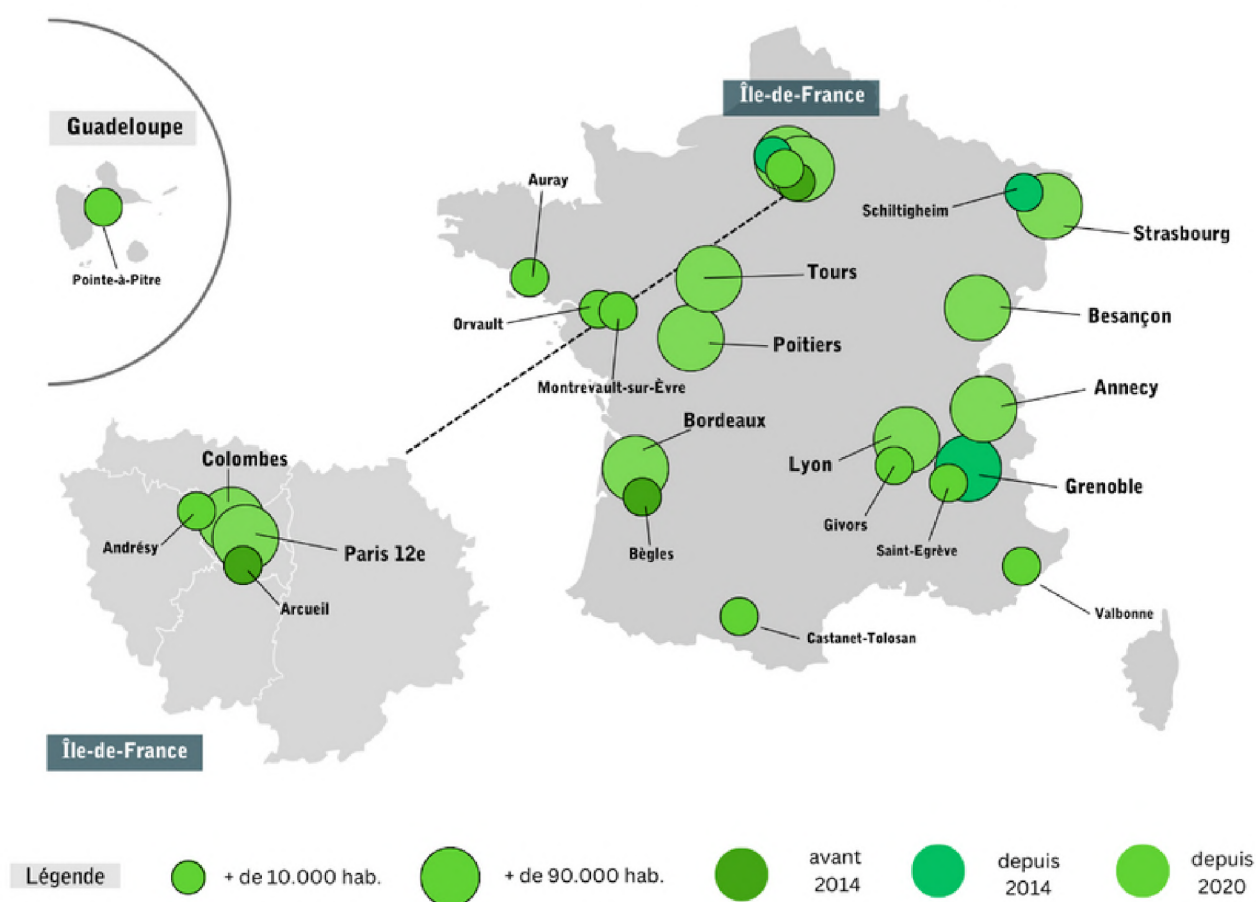 Île-de-France
Guadeloupe
Pointe-à-Pitre
Auray
Schiltigheim
Strasbourg
Tours
Orvault
Besançon
Poitiers
Montrevault-sur-Èvre
Annecy
Bordeaux
Lyon
Grenoble
Givors
Saint-Egrève
Bègles
Valbonne
Castanet-Tolosan
Colombes
Andrésy
Paris 12e
Arcueil
Île-de-France
Légende
+ de 10.000 hab.
+ de 90.000 hab.
avant
2014
depuis
2014
depuis
2020